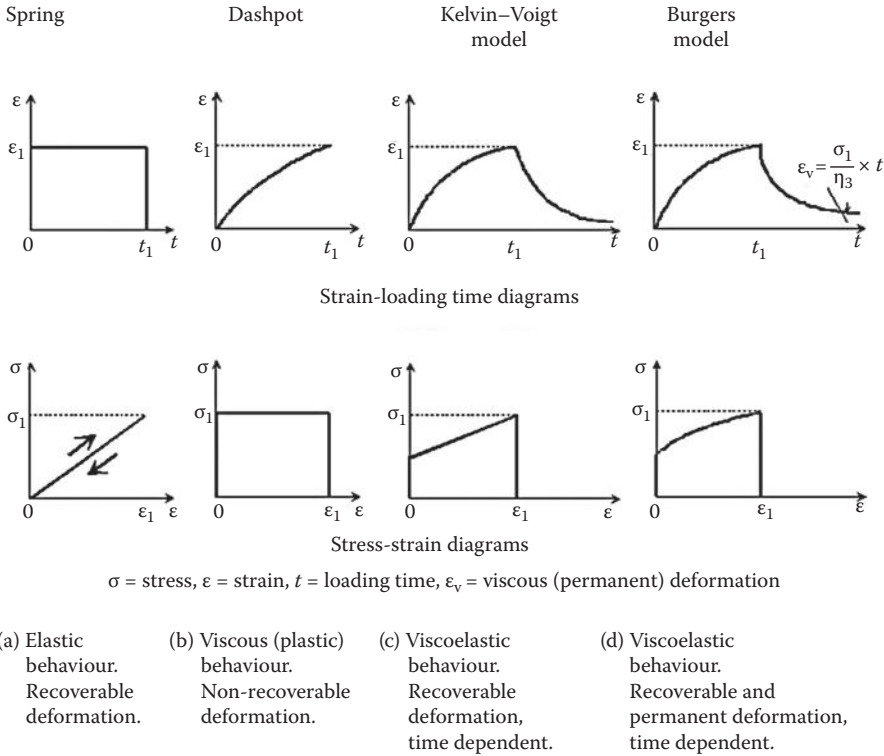 Spring
Dashpot
Kelvin–Voigt
model
Burgers
model
ε
ε1
0
t1
t
ε
ε1
0
t1
t
ε
ε1
0
t1
t
ε
ε1
εv = σ1/η3 × t
0
t1
t
Strain-loading time diagrams
σ
σ1
0
ε1
ε
σ
σ1
0
ε1
ε
σ
σ1
0
ε1
ε
σ
σ1
0
ε1
ε
Stress-strain diagrams
σ = stress, ε = strain, t = loading time, εv = viscous (permanent) deformation
(a) Elastic
behaviour.
Recoverable
deformation.
(b) Viscous (plastic)
behaviour.
Non-recoverable
deformation.
(c) Viscoelastic
behaviour.
Recoverable
deformation,
time dependent.
(d) Viscoelastic
behaviour.
Recoverable and
permanent deformation,
time dependent.